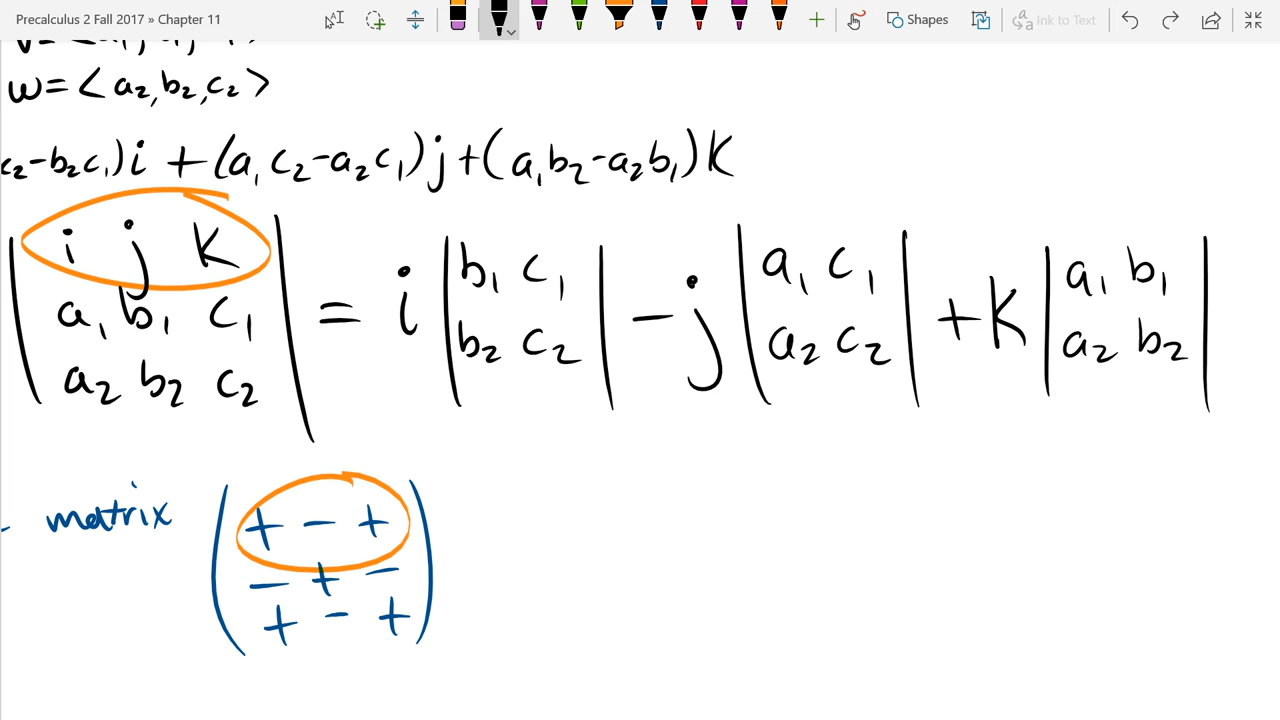 Precalculus 2 Fall 2017 » Chapter 11 Shapes Ink to Text
w = < a₂, b₂, c₂ >
c₂-b₂c₁)i + (a₁c₂-a₂c₁)j + (a₁b₂-a₂b₁)K
| i j K | = i | b₁ c₁ | - j | a₁ c₁ | + K | a₁ b₁ |
| a₁ b₁ c₁ | | b₂ c₂ | | a₂ c₂ | | a₂ b₂ |
| a₂ b₂ c₂ |
matrix ( + - +
- + -
+ - + )